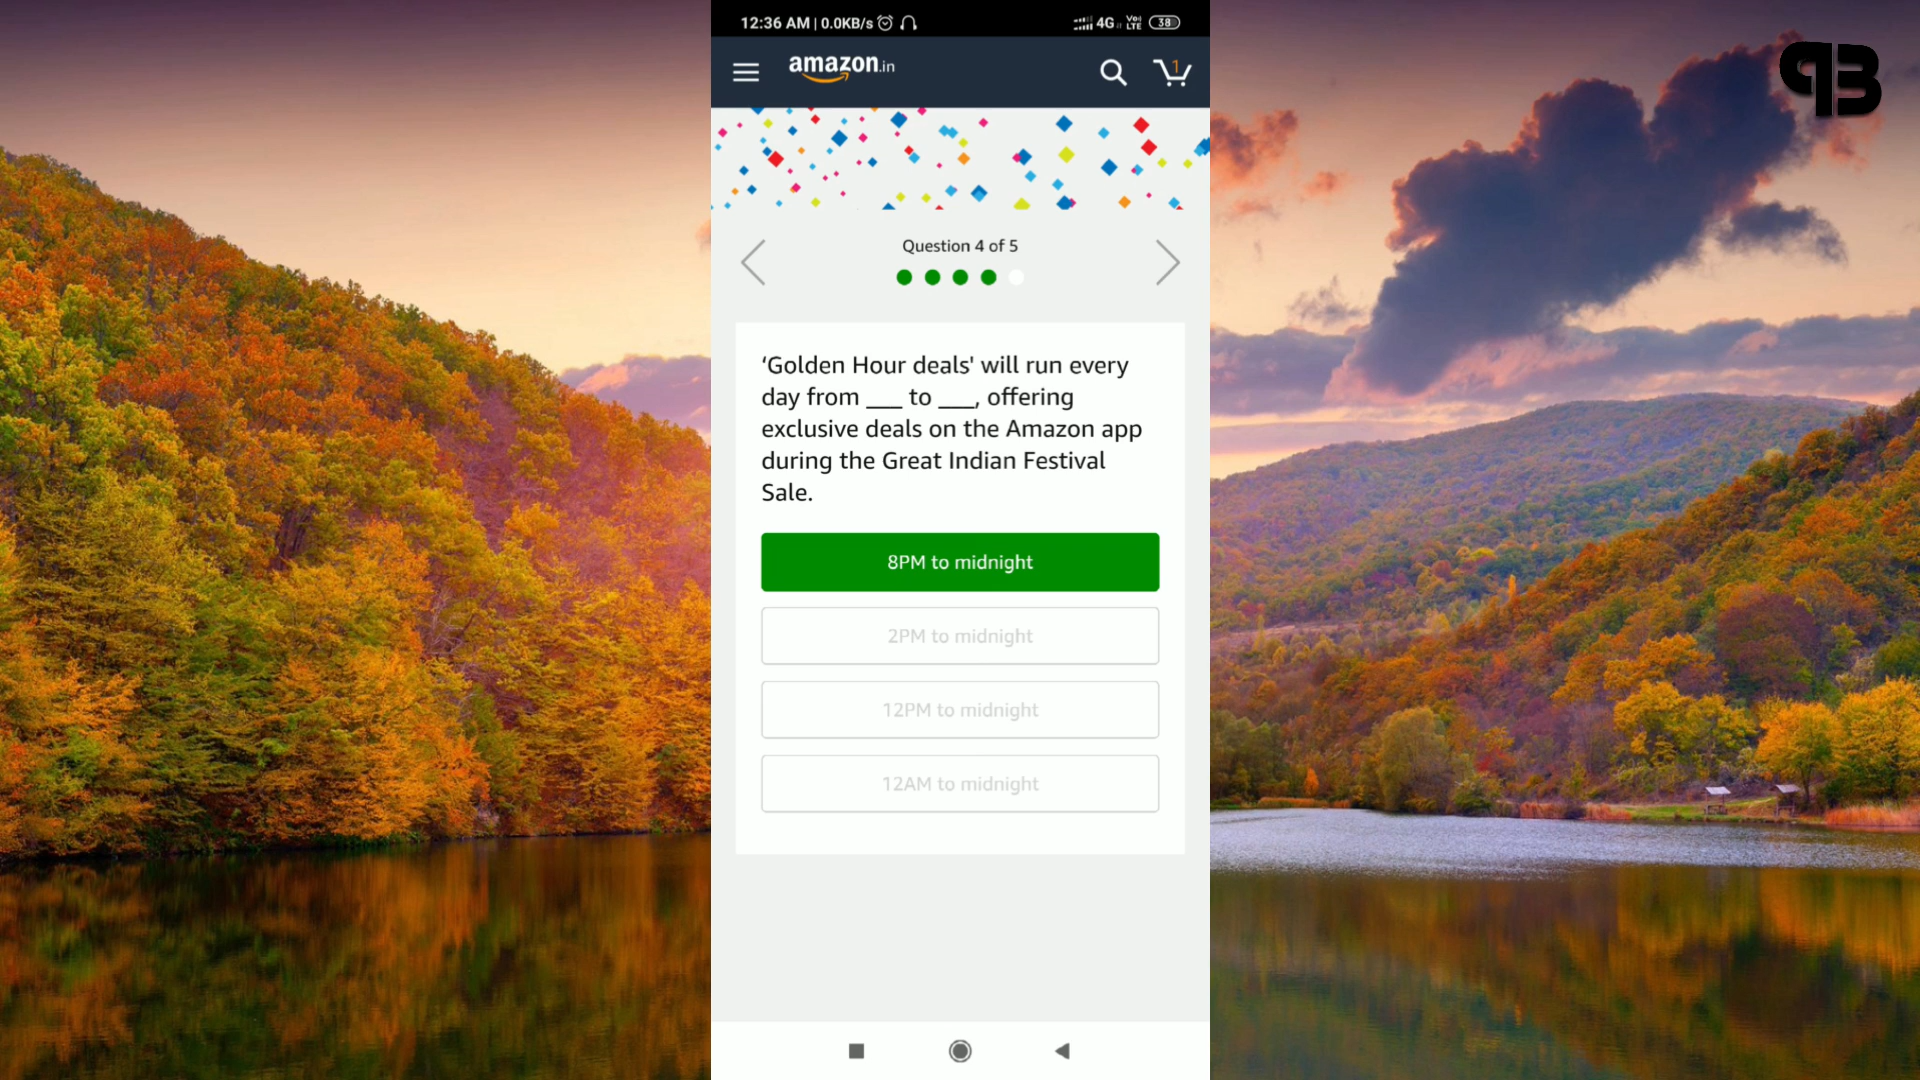 12:36 AM | 0.0KB/s 4G Vo) LTE 38
amazon.in
1
Question 4 of 5
‘Golden Hour deals' will run every
day from ___ to ___, offering
exclusive deals on the Amazon app
during the Great Indian Festival
Sale.
8PM to midnight
2PM to midnight
12PM to midnight
12AM to midnight